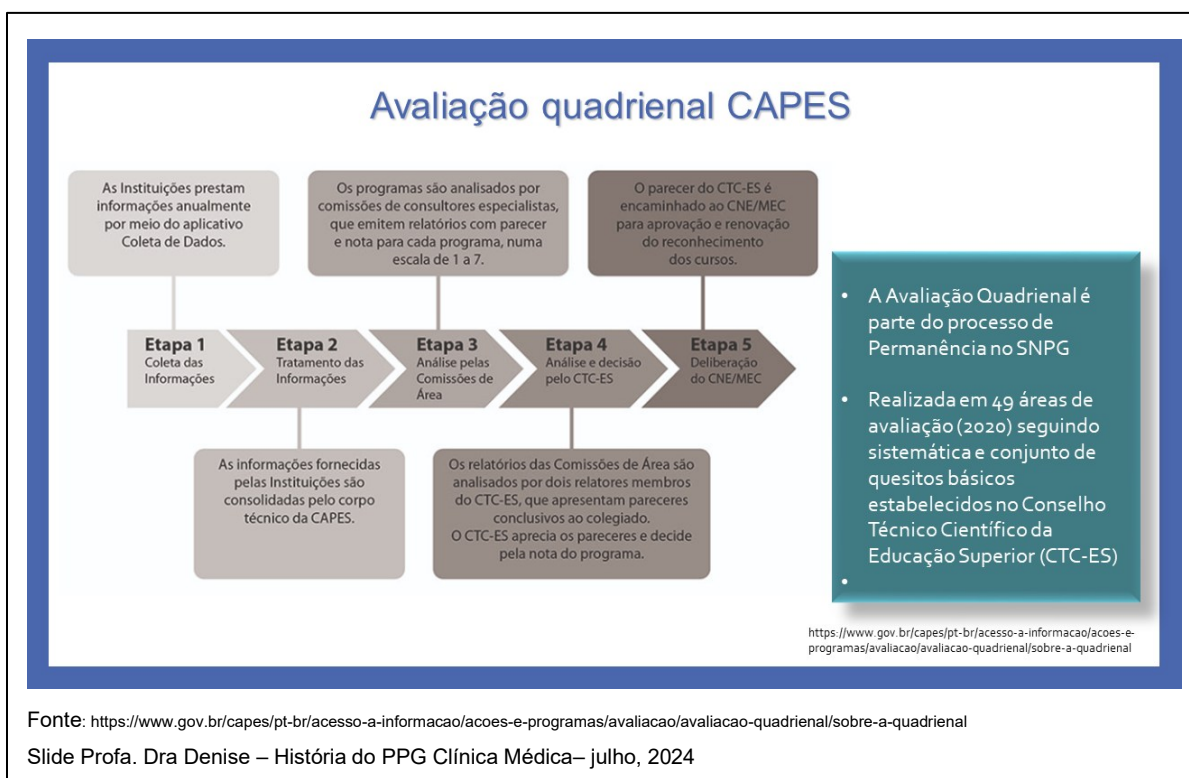 Avaliação quadrienal CAPES
As Instituições prestam
informações anualmente
por meio do aplicativo
Coleta de Dados.
Os programas são analisados por
comissões de consultores especialistas,
que emitem relatórios com parecer
e nota para cada programa, numa
escala de 1 a 7.
O parecer do CTC-ES é
encaminhado ao CNE/MEC
para aprovação e renovação
do reconhecimento
dos cursos.
Etapa 1
Coleta das
Informações
Etapa 2
Tratamento das
Informações
Etapa 3
Análise pelas
Comissões de
Área
Etapa 4
Análise e decisão
pelo CTC-ES
Etapa 5
Deliberação
do CNE/MEC
As informações fornecidas
pelas Instituições são
consolidadas pelo corpo
técnico da CAPES.
Os relatórios das Comissões de Área são
analisados por dois relatores membros
do CTC-ES, que apresentam pareceres
conclusivos ao colegiado.
O CTC-ES aprecia os pareceres e decide
pela nota do programa.
• A Avaliação Quadrienal é
parte do processo de
Permanência no SNPG
• Realizada em 49 áreas de
avaliação (2020) seguindo
sistemática e conjunto de
quesitos básicos
estabelecidos no Conselho
Técnico Científico da
Educação Superior (CTC-ES)
•
https://www.gov.br/capes/pt-br/acesso-a-informacao/acoes-e-
programas/avaliacao/avaliacao-quadrienal/sobre-a-quadrienal
Fonte: https://www.gov.br/capes/pt-br/acesso-a-informacao/acoes-e-programas/avaliacao/avaliacao-quadrienal/sobre-a-quadrienal
Slide Profa. Dra Denise – História do PPG Clínica Médica– julho, 2024